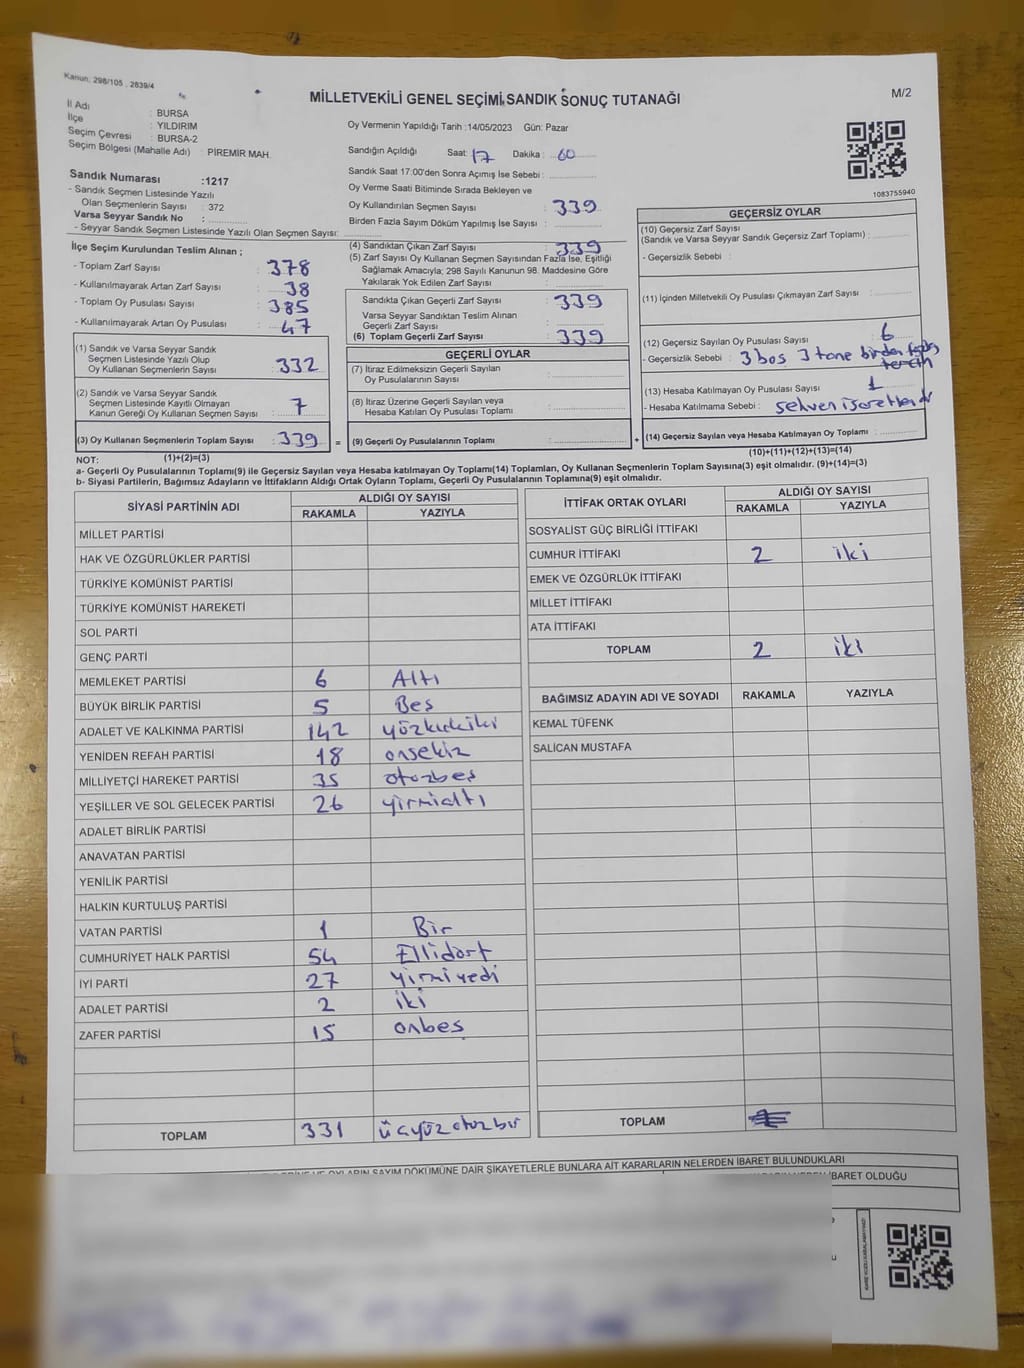 Kanun: 298/105 , 2839/4
MİLLETVEKİLİ GENEL SEÇİMİ SANDIK SONUÇ TUTANAĞI
M/2
İl Adı : BURSA
İlçe : YILDIRIM
Seçim Çevresi : BURSA-2
Seçim Bölgesi (Mahalle Adı) : PİREMİR MAH.
Sandık Numarası :1217
- Sandık Seçmen Listesinde Yazılı
Olan Seçmenlerin Sayısı : 372
Varsa Seyyar Sandık No :
- Seyyar Sandık Seçmen Listesinde Yazılı Olan Seçmen Sayısı:
Oy Vermenin Yapıldığı Tarih :14/05/2023 Gün: Pazar
Sandığın Açıldığı Saat: 17 Dakika : 60
Sandık Saat 17:00'den Sonra Açımış İse Sebebi :
Oy Verme Saati Bitiminde Sırada Bekleyen ve
Oy Kullandırılan Seçmen Sayısı : 339
Birden Fazla Sayım Döküm Yapılmış İse Sayısı :
1083755940
İlçe Seçim Kurulundan Teslim Alınan ;
- Toplam Zarf Sayısı : 378
- Kullanılmayarak Artan Zarf Sayısı : 38
- Toplam Oy Pusulası Sayısı : 385
- Kullanılmayarak Artan Oy Pusulası : 47
(1) Sandık ve Varsa Seyyar Sandık
Seçmen Listesinde Yazılı Olup
Oy Kullanan Seçmenlerin Sayısı : 332
(2) Sandık ve Varsa Seyyar Sandık
Seçmen Listesinde Kayıtlı Olmayan
Kanun Gereği Oy Kullanan Seçmen Sayısı : 7
(3) Oy Kullanan Seçmenlerin Toplam Sayısı : 339 =
(4) Sandıktan Çıkan Zarf Sayısı : 339
(5) Zarf Sayısı Oy Kullanan Seçmen Sayısından Fazla İse, Eşitliği
Sağlamak Amacıyla; 298 Sayılı Kanunun 98. Maddesine Göre
Yakılarak Yok Edilen Zarf Sayısı :
Sandıkta Çıkan Geçerli Zarf Sayısı : 339
Varsa Seyyar Sandıktan Teslim Alınan
Geçerli Zarf Sayısı :
(6) Toplam Geçerli Zarf Sayısı : 339
GEÇERLİ OYLAR
(7) İtiraz Edilmeksizin Geçerli Sayılan
Oy Pusulalarının Sayısı :
(8) İtiraz Üzerine Geçerli Sayılan veya
Hesaba Katılan Oy Pusulası Toplamı :
(9) Geçerli Oy Pusulalarının Toplamı : +
GEÇERSİZ OYLAR
(10) Geçersiz Zarf Sayısı
(Sandık ve Varsa Seyyar Sandık Geçersiz Zarf Toplamı) :
- Geçersizlik Sebebi :
(11) İçinden Milletvekili Oy Pusulası Çıkmayan Zarf Sayısı :
(12) Geçersiz Sayılan Oy Pusulası Sayısı : 6
- Geçersizlik Sebebi : 3 boş 3 tane birden fazla
tercih
(13) Hesaba Katılmayan Oy Pusulası Sayısı : 1
- Hesaba Katılmama Sebebi : sehven işaretlendi
(14) Geçersiz Sayılan veya Hesaba Katılmayan Oy Toplamı :
NOT: (1)+(2)=(3)
(10)+(11)+(12)+(13)=(14)
a- Geçerli Oy Pusulalarının Toplamı(9) ile Geçersiz Sayılan veya Hesaba katılmayan Oy Toplamı(14) Toplamları, Oy Kullanan Seçmenlerin Toplam Sayısına(3) eşit olmalıdır. (9)+(14)=(3)
b- Siyasi Partilerin, Bağımsız Adayların ve İttifakların Aldığı Ortak Oyların Toplamı, Geçerli Oy Pusulalarının Toplamına(9) eşit olmalıdır.
SİYASİ PARTİNİN ADI
ALDIĞI OY SAYISI
RAKAMLA YAZIYLA
MİLLET PARTİSİ
HAK VE ÖZGÜRLÜKLER PARTİSİ
TÜRKİYE KOMÜNİST PARTİSİ
TÜRKİYE KOMÜNİST HAREKETİ
SOL PARTİ
GENÇ PARTİ
MEMLEKET PARTİSİ 6 Altı
BÜYÜK BİRLİK PARTİSİ 5 Beş
ADALET VE KALKINMA PARTİSİ 142 yözkırkiki
YENİDEN REFAH PARTİSİ 18 onsekiz
MİLLİYETÇİ HAREKET PARTİSİ 35 otuzbeş
YEŞİLLER VE SOL GELECEK PARTİSİ 26 yirmialtı
ADALET BİRLİK PARTİSİ
ANAVATAN PARTİSİ
YENİLİK PARTİSİ
HALKIN KURTULUŞ PARTİSİ
VATAN PARTİSİ 1 Bir
CUMHURİYET HALK PARTİSİ 54 Ellidört
İYİ PARTİ 27 yirmiyedi
ADALET PARTİSİ 2 iki
ZAFER PARTİSİ 15 onbeş
TOPLAM 331 üçyüzotuzbir
İTTİFAK ORTAK OYLARI
ALDIĞI OY SAYISI
RAKAMLA YAZIYLA
SOSYALİST GÜÇ BİRLİĞİ İTTİFAKI
CUMHUR İTTİFAKI 2 iki
EMEK VE ÖZGÜRLÜK İTTİFAKI
MİLLET İTTİFAKI
ATA İTTİFAKI
TOPLAM 2 iki
BAĞIMSIZ ADAYIN ADI VE SOYADI RAKAMLA YAZIYLA
KEMAL TÜFENK
SALİCAN MUSTAFA
TOPLAM
OYLARIN SAYIM DÖKÜMÜNE DAİR ŞİKAYETLERLE BUNLARA AİT KARARLARIN NELERDEN İBARET BULUNDUKLARI
İBARET OLDUĞU